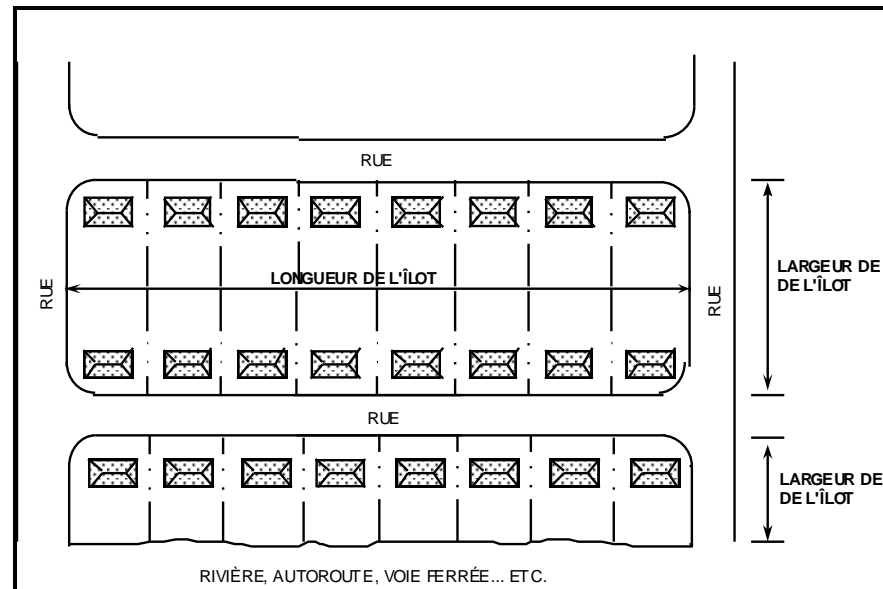 RUE
LONGUEUR DE L'ÎLOT
RUE
RUE
LARGEUR DE
DE L'ÎLOT
RUE
LARGEUR DE
DE L'ÎLOT
RIVIÈRE, AUTOROUTE, VOIE FERRÉE... ETC.